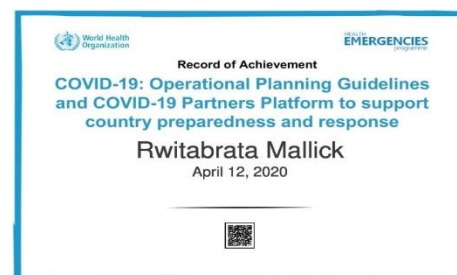 World Health
Organization
HEALTH
EMERGENCIES
programme
Record of Achievement
COVID-19: Operational Planning Guidelines
and COVID-19 Partners Platform to support
country preparedness and response
Rwitabrata Mallick
April 12, 2020